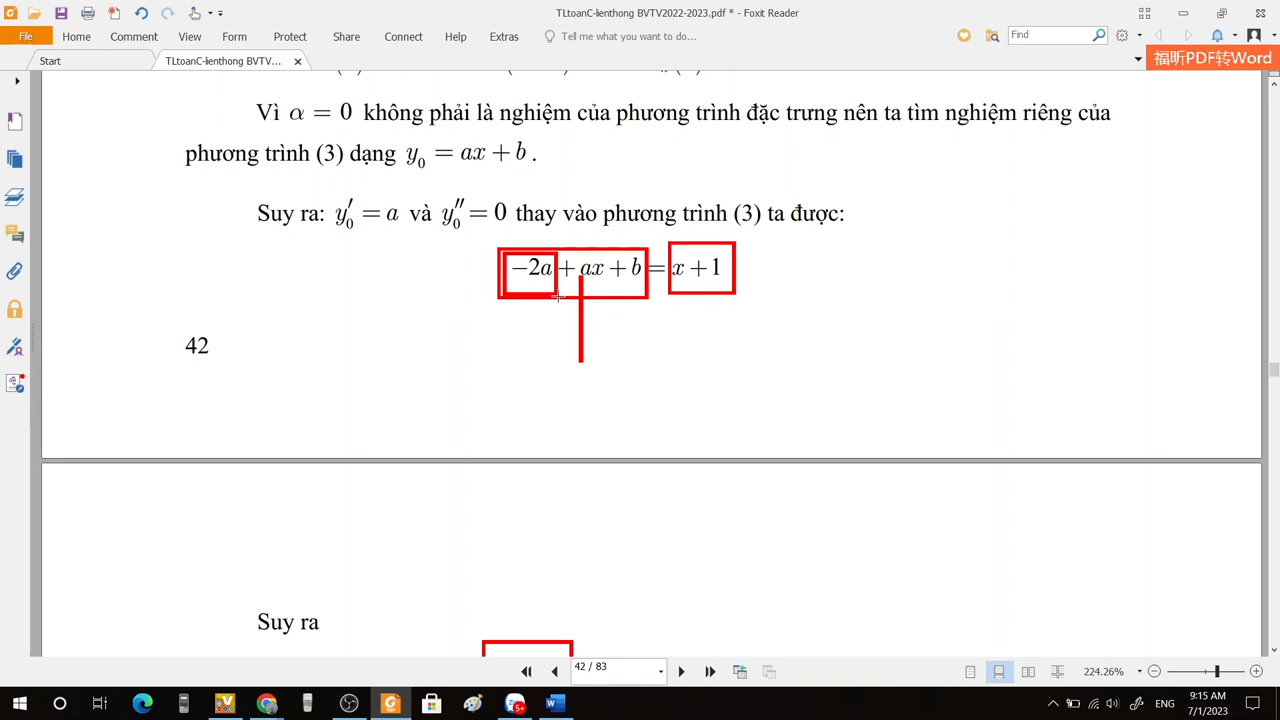 TLtoanC-lienthong BVTV2022-2023.pdf * - Foxit Reader
File Home Comment View Form Organize Protect Share Connect Help Extras Tell me what you want to do... Find
Start TLtoanC-lienthong BVTV... 福昕PDF转Word
Vì α = 0 không phải là nghiệm của phương trình đặc trưng nên ta tìm nghiệm riêng của
phương trình (3) dạng y₀ = ax + b .
Suy ra: y₀′ = a và y₀″ = 0 thay vào phương trình (3) ta được:
−2a + ax + b = x + 1
42
Suy ra
42 / 83 224.26%
5+ ENG 9:15 AM
7/1/2023